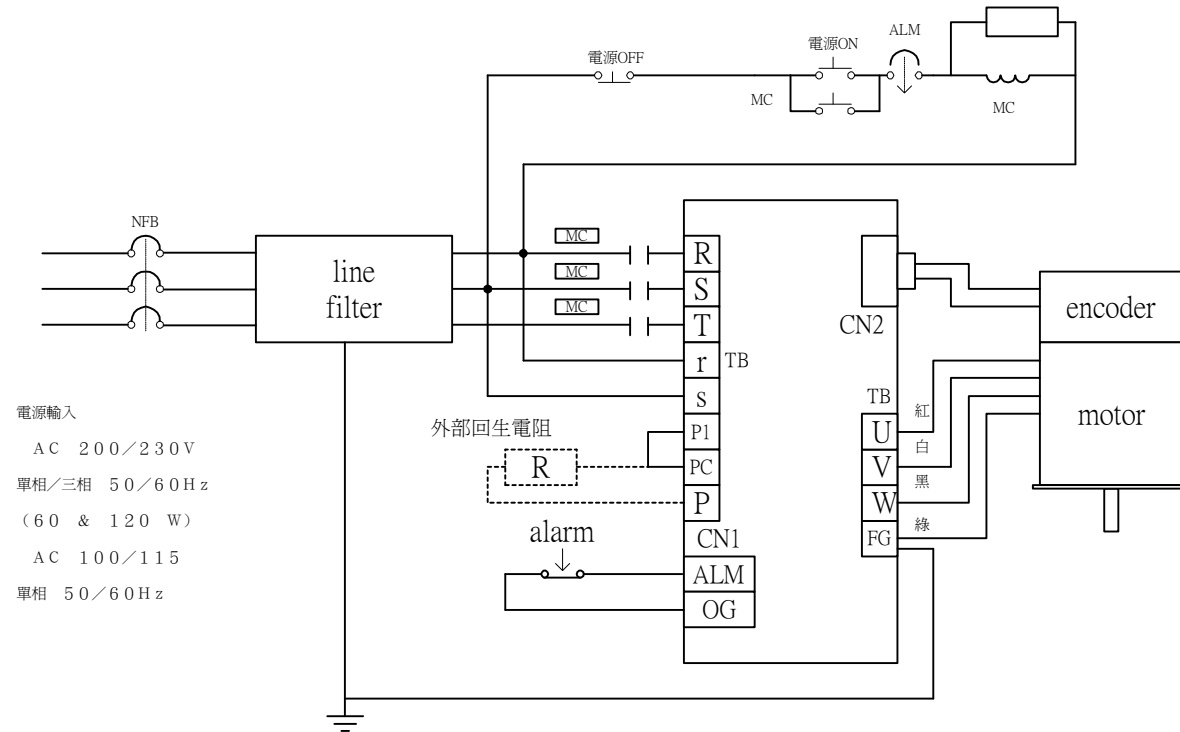 電源OFF
電源ON
ALM
MC
MC
NFB
line
filter
MC
MC
MC
R
S
T
r
TB
s
P1
PC
P
CN1
ALM
OG
CN2
TB
U
V
W
FG
紅
白
黑
綠
encoder
motor
外部回生電阻
R
alarm
電源輸入
ＡＣ　２００／２３０Ｖ
單相／三相　５０／６０Ｈｚ
（６０　＆　１２０　Ｗ）
ＡＣ　１００／１１５
單相　５０／６０Ｈｚ